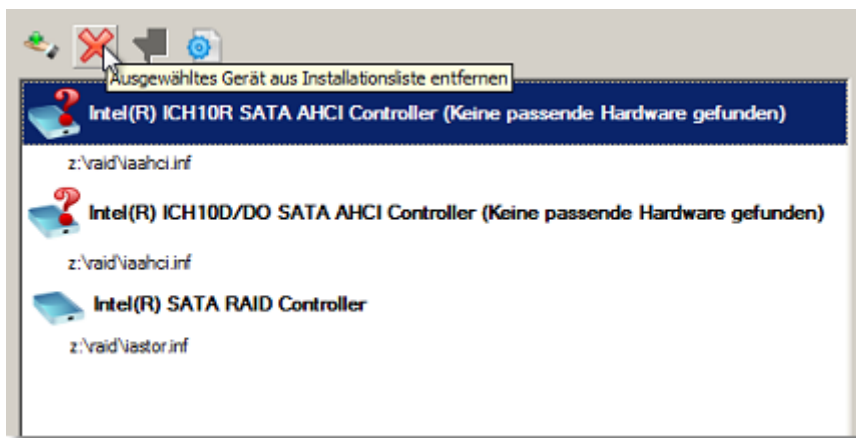 Ausgewähltes Gerät aus Installationsliste entfernen
Intel(R) ICH10R SATA AHCI Controller (Keine passende Hardware gefunden)
z:\raid\iaahci.inf
Intel(R) ICH10D/DO SATA AHCI Controller (Keine passende Hardware gefunden)
z:\raid\iaahci.inf
Intel(R) SATA RAID Controller
z:\raid\iastor.inf